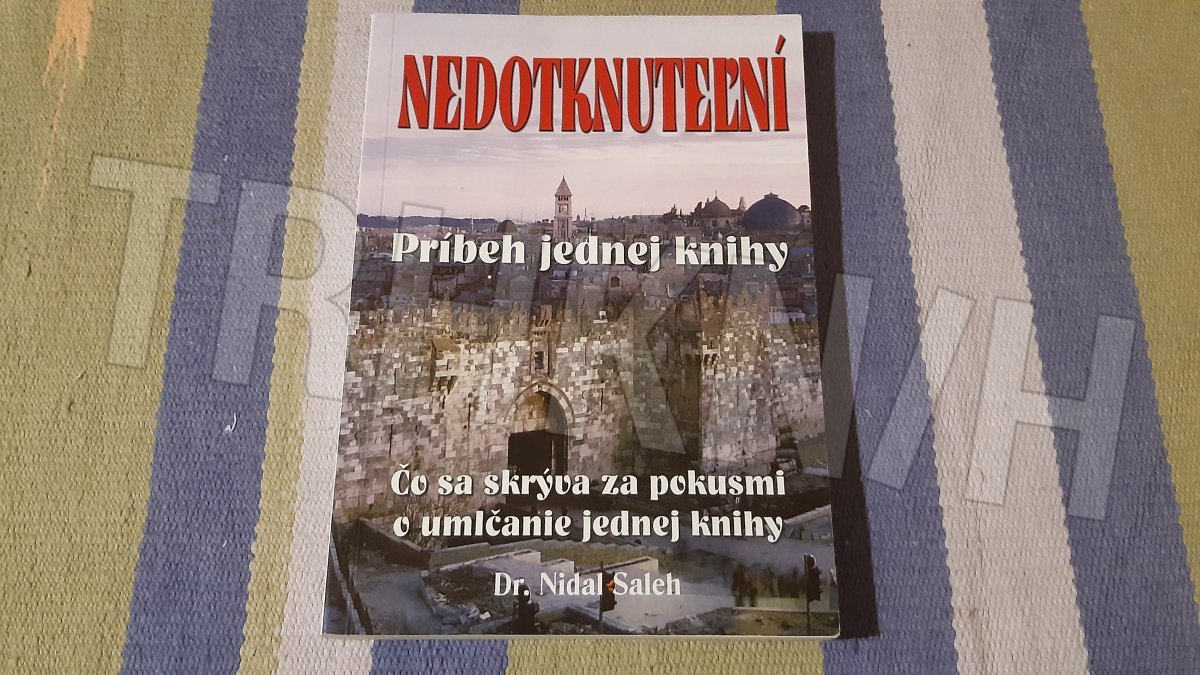 NEDOTKNUTEĽNÍ
Príbeh jednej knihy
Čo sa skrýva za pokusmi
o umlčanie jednej knihy
Dr. Nidal Saleh